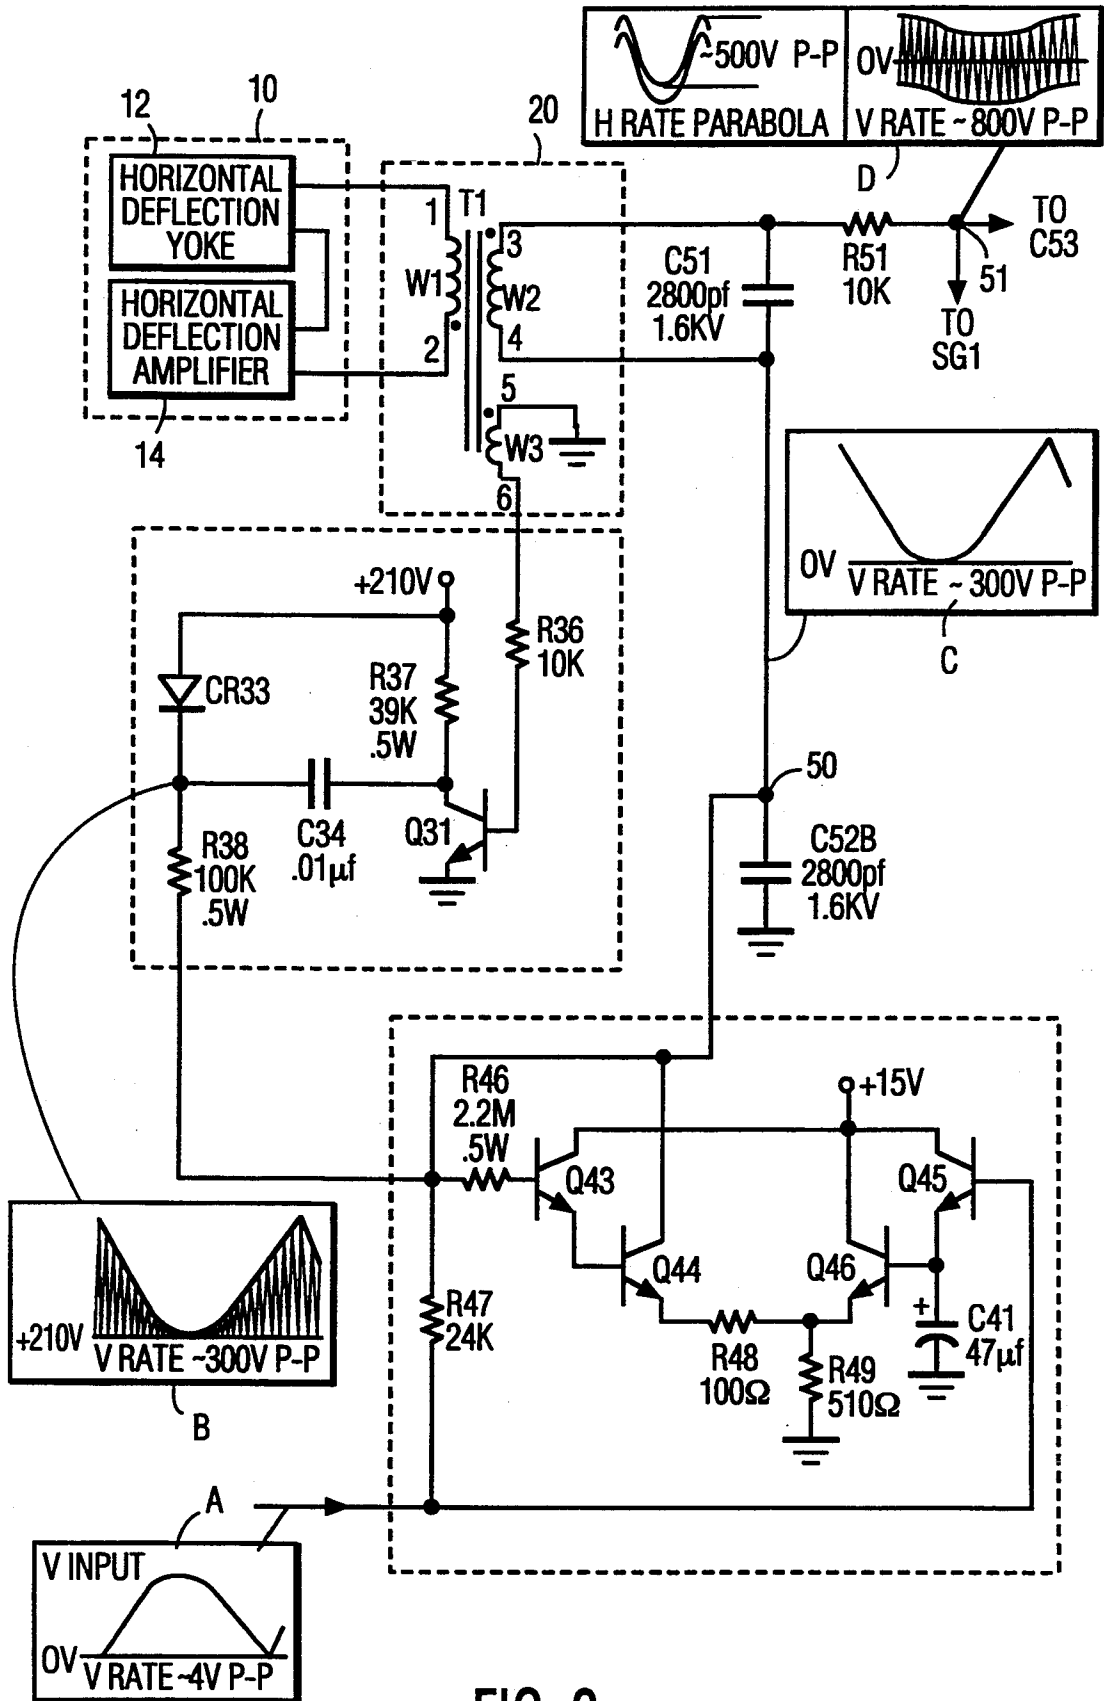 ~500V P-P
H RATE PARABOLA
0V
V RATE ~800V P-P
D
10
12
20
HORIZONTAL
DEFLECTION
YOKE
HORIZONTAL
DEFLECTION
AMPLIFIER
14
1
T1
3
W1
W2
2
4
5
W3
6
C51
2800pf
1.6KV
R51
10K
51
TO
C53
TO
SG1
0V
V RATE ~300V P-P
C
+210V
R36
10K
CR33
R37
39K
.5W
C34
.01µf
Q31
R38
100K
.5W
50
C52B
2800pf
1.6KV
R46
2.2M
.5W
+15V
Q43
Q45
Q44
Q46
R47
24K
R48
100Ω
R49
510Ω
+
C41
47µf
+210V
V RATE ~300V P-P
B
A
V INPUT
0V
V RATE ~4V P-P